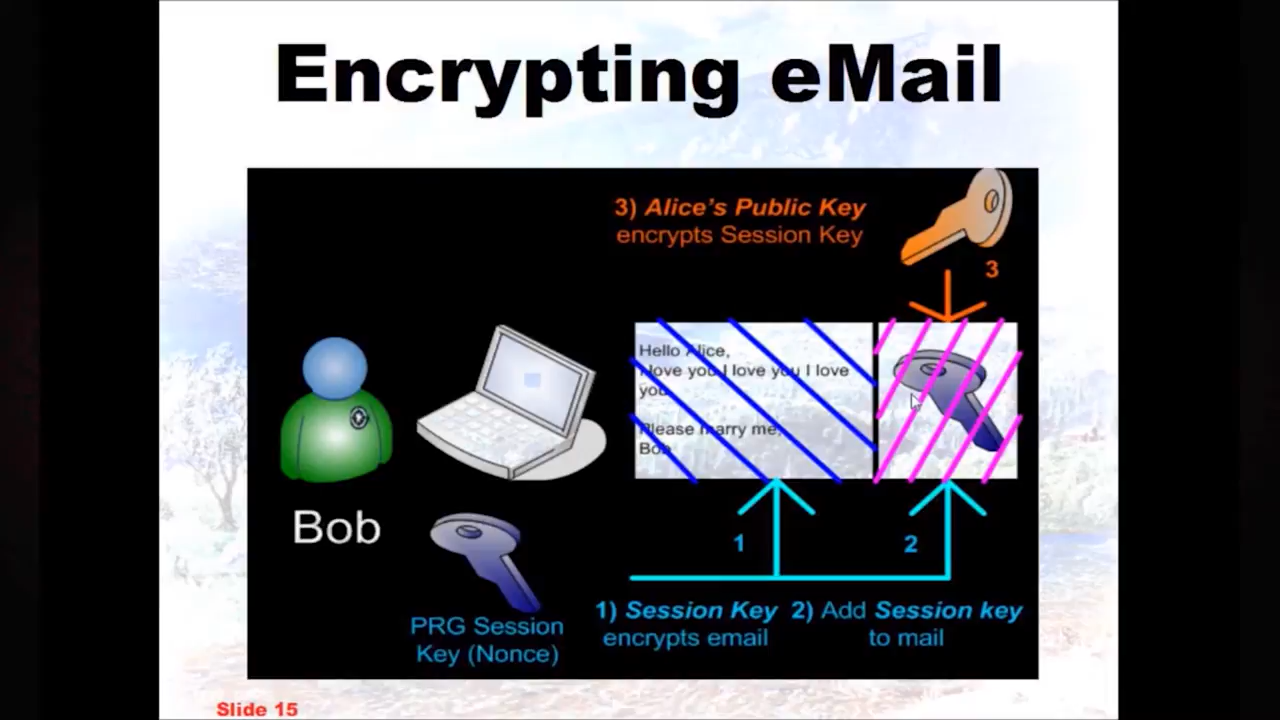 Encrypting eMail
3) Alice's Public Key
encrypts Session Key
3
Hello Alice,
I love you I love you I love
you
Please marry me,
Bob
Bob
1
2
PRG Session
Key (Nonce)
1) Session Key
encrypts email
2) Add Session key
to mail
Slide 15